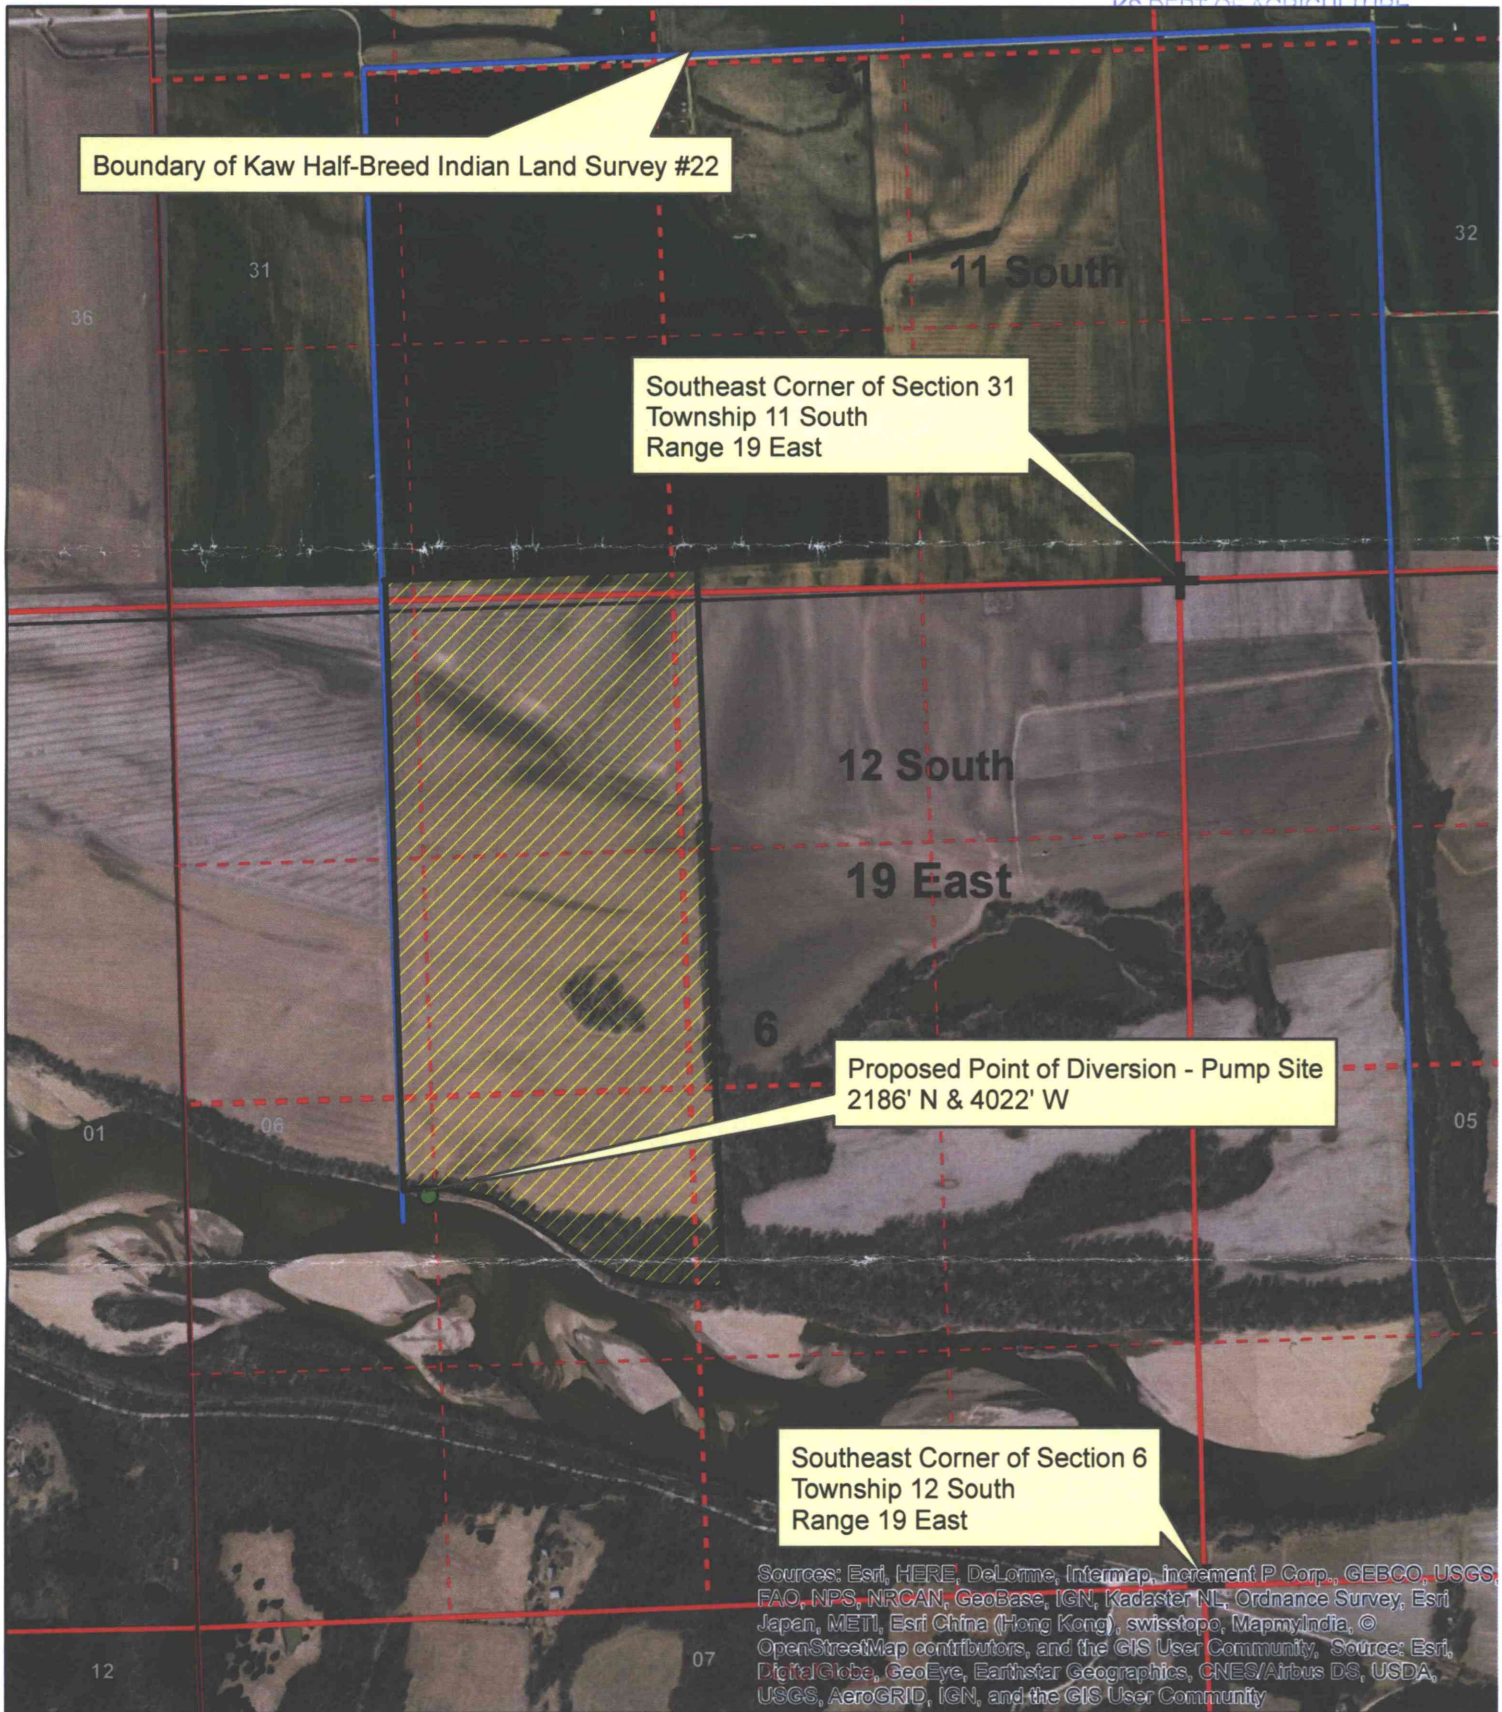 KS DEPT OF AGRICULTURE
Boundary of Kaw Half-Breed Indian Land Survey #22
32
31
11 South
36
Southeast Corner of Section 31
Township 11 South
Range 19 East
12 South
19 East
6
Proposed Point of Diversion - Pump Site
2186' N & 4022' W
01
06
05
Southeast Corner of Section 6
Township 12 South
Range 19 East
Sources: Esri, HERE, DeLorme, Intermap, increment P Corp., GEBCO, USGS,
FAO, NPS, NRCAN, GeoBase, IGN, Kadaster NL, Ordnance Survey, Esri
Japan, METI, Esri China (Hong Kong), swisstopo, MapmyIndia, ©
OpenStreetMap contributors, and the GIS User Community, Source: Esri,
DigitalGlobe, GeoEye, Earthstar Geographics, CNES/Airbus DS, USDA,
USGS, AeroGRID, IGN, and the GIS User Community
12
07